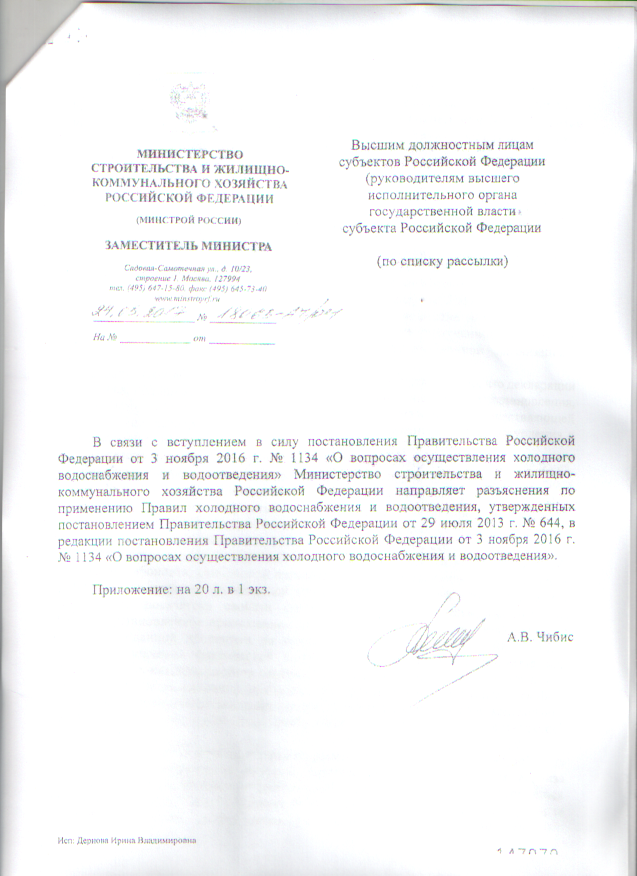 МИНИСТЕРСТВО
СТРОИТЕЛЬСТВА И ЖИЛИЩНО-
КОММУНАЛЬНОГО ХОЗЯЙСТВА
РОССИЙСКОЙ ФЕДЕРАЦИИ
(МИНСТРОЙ РОССИИ)
ЗАМЕСТИТЕЛЬ МИНИСТРА
Садовая-Самотечная ул., д. 10/23,
строение 1, Москва, 127994
тел. (495) 647-15-80, факс (495) 645-73-40
www.minstroyrf.ru
№
На № от
Высшим должностным лицам
субъектов Российской Федерации
(руководителям высшего
исполнительного органа
государственной власти
субъекта Российской Федерации
(по списку рассылки)
В связи с вступлением в силу постановления Правительства Российской
Федерации от 3 ноября 2016 г. № 1134 «О вопросах осуществления холодного
водоснабжения и водоотведения» Министерство строительства и жилищно-
коммунального хозяйства Российской Федерации направляет разъяснения по
применению Правил холодного водоснабжения и водоотведения, утвержденных
постановлением Правительства Российской Федерации от 29 июля 2013 г. № 644, в
редакции постановления Правительства Российской Федерации от 3 ноября 2016 г.
№ 1134 «О вопросах осуществления холодного водоснабжения и водоотведения».
Приложение: на 20 л. в 1 экз.
А.В. Чибис
Исп. Дернова Ирина Владимировна